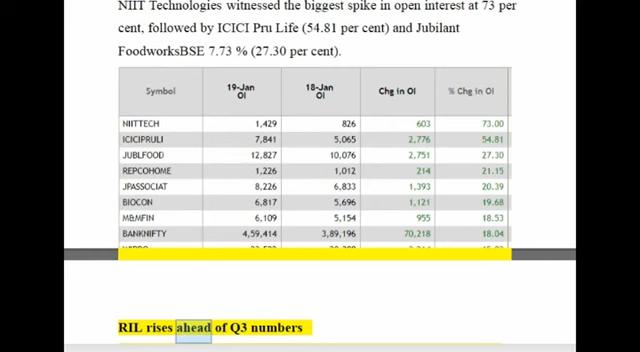 NIIT Technologies witnessed the biggest spike in open interest at 73 per
cent, followed by ICICI Pru Life (54.81 per cent) and Jubilant
FoodworksBSE 7.73 % (27.30 per cent).
Symbol 19-Jan OI 18-Jan OI Chg in OI % Chg in OI
NIITTECH 1,429 826 603 73.00
ICICIPRULI 7,841 5,065 2,776 54.81
JUBLFOOD 12,827 10,076 2,751 27.30
REPCOHOME 1,226 1,012 214 21.15
JPASSOCIAT 8,226 6,833 1,393 20.39
BIOCON 6,817 5,696 1,121 19.68
M&MFIN 6,109 5,154 955 18.53
BANKNIFTY 4,59,414 3,89,196 70,218 18.04
RIL rises ahead of Q3 numbers